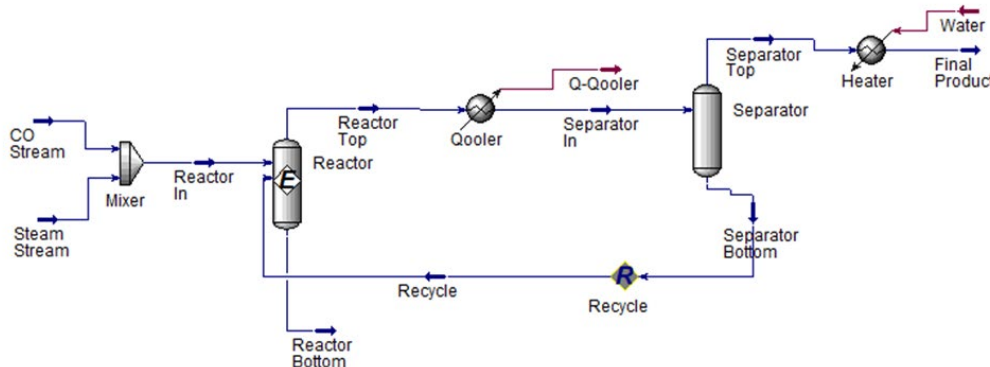 Water
Separator
Top
Heater
Final
Product
Q-Qooler
Reactor
Top
Qooler
Separator
In
Separator
CO
Stream
Reactor
In
Reactor
E
Mixer
Steam
Stream
Separator
Bottom
R
Recycle
Recycle
Reactor
Bottom